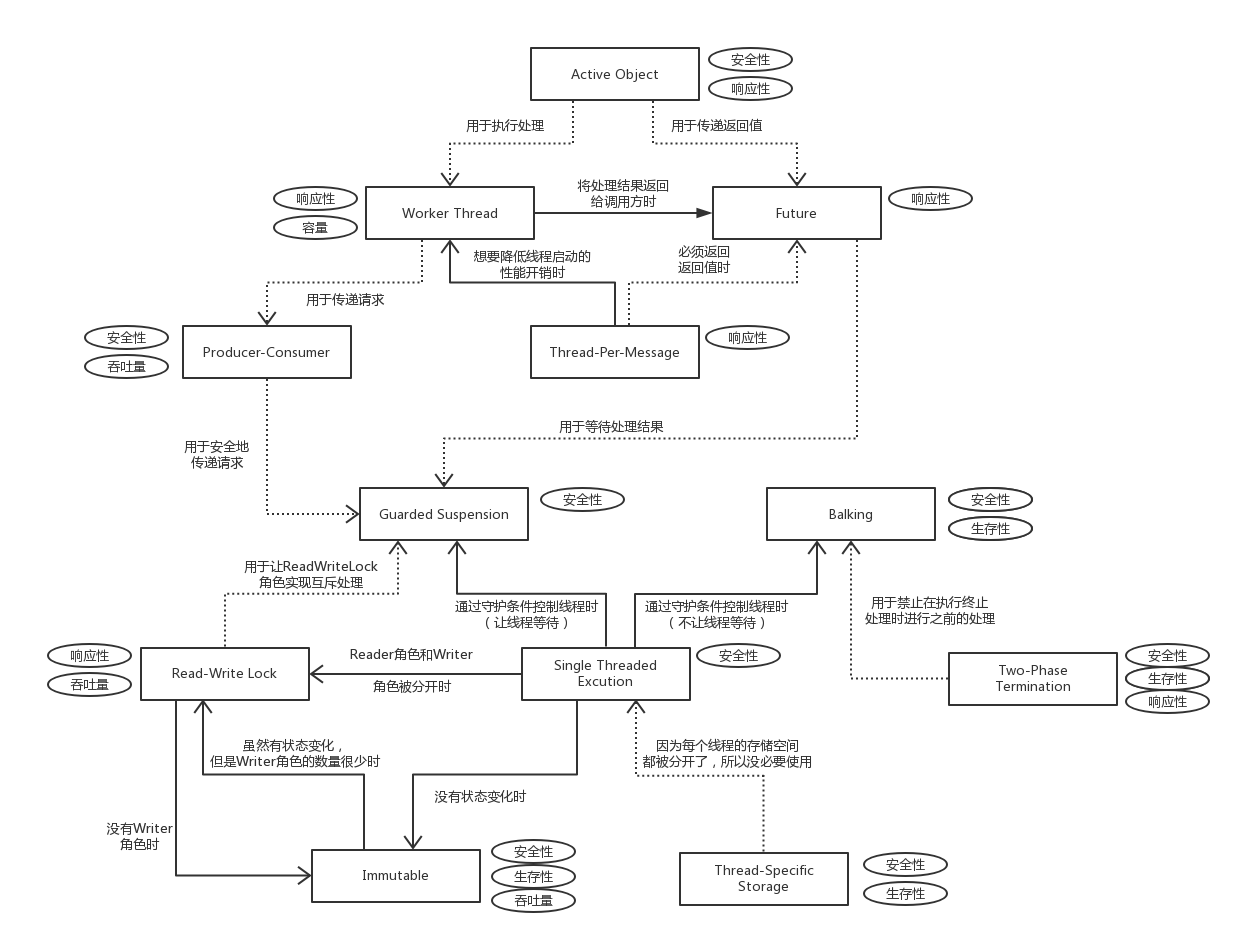 Active Object
安全性
响应性
用于执行处理
用于传递返回值
响应性
容量
Worker Thread
将处理结果返回
给调用方时
Future
响应性
想要降低线程启动的
性能开销时
必须返回
返回值时
用于传递请求
安全性
吞吐量
Producer-Consumer
Thread-Per-Message
响应性
用于等待处理结果
用于安全地
传递请求
Guarded Suspension
安全性
Balking
安全性
生存性
用于让ReadWriteLock
角色实现互斥处理
通过守护条件控制线程时
（让线程等待）
通过守护条件控制线程时
（不让线程等待）
用于禁止在执行终止
处理时进行之前的处理
响应性
吞吐量
Read-Write Lock
Reader角色和Writer
角色被分开时
Single Threaded
Excution
安全性
Two-Phase
Termination
安全性
生存性
响应性
虽然有状态变化，
但是Writer角色的数量很少时
因为每个线程的存储空间
都被分开了，所以没必要使用
没有状态变化时
没有Writer
角色时
Immutable
安全性
生存性
吞吐量
Thread-Specific
Storage
安全性
生存性